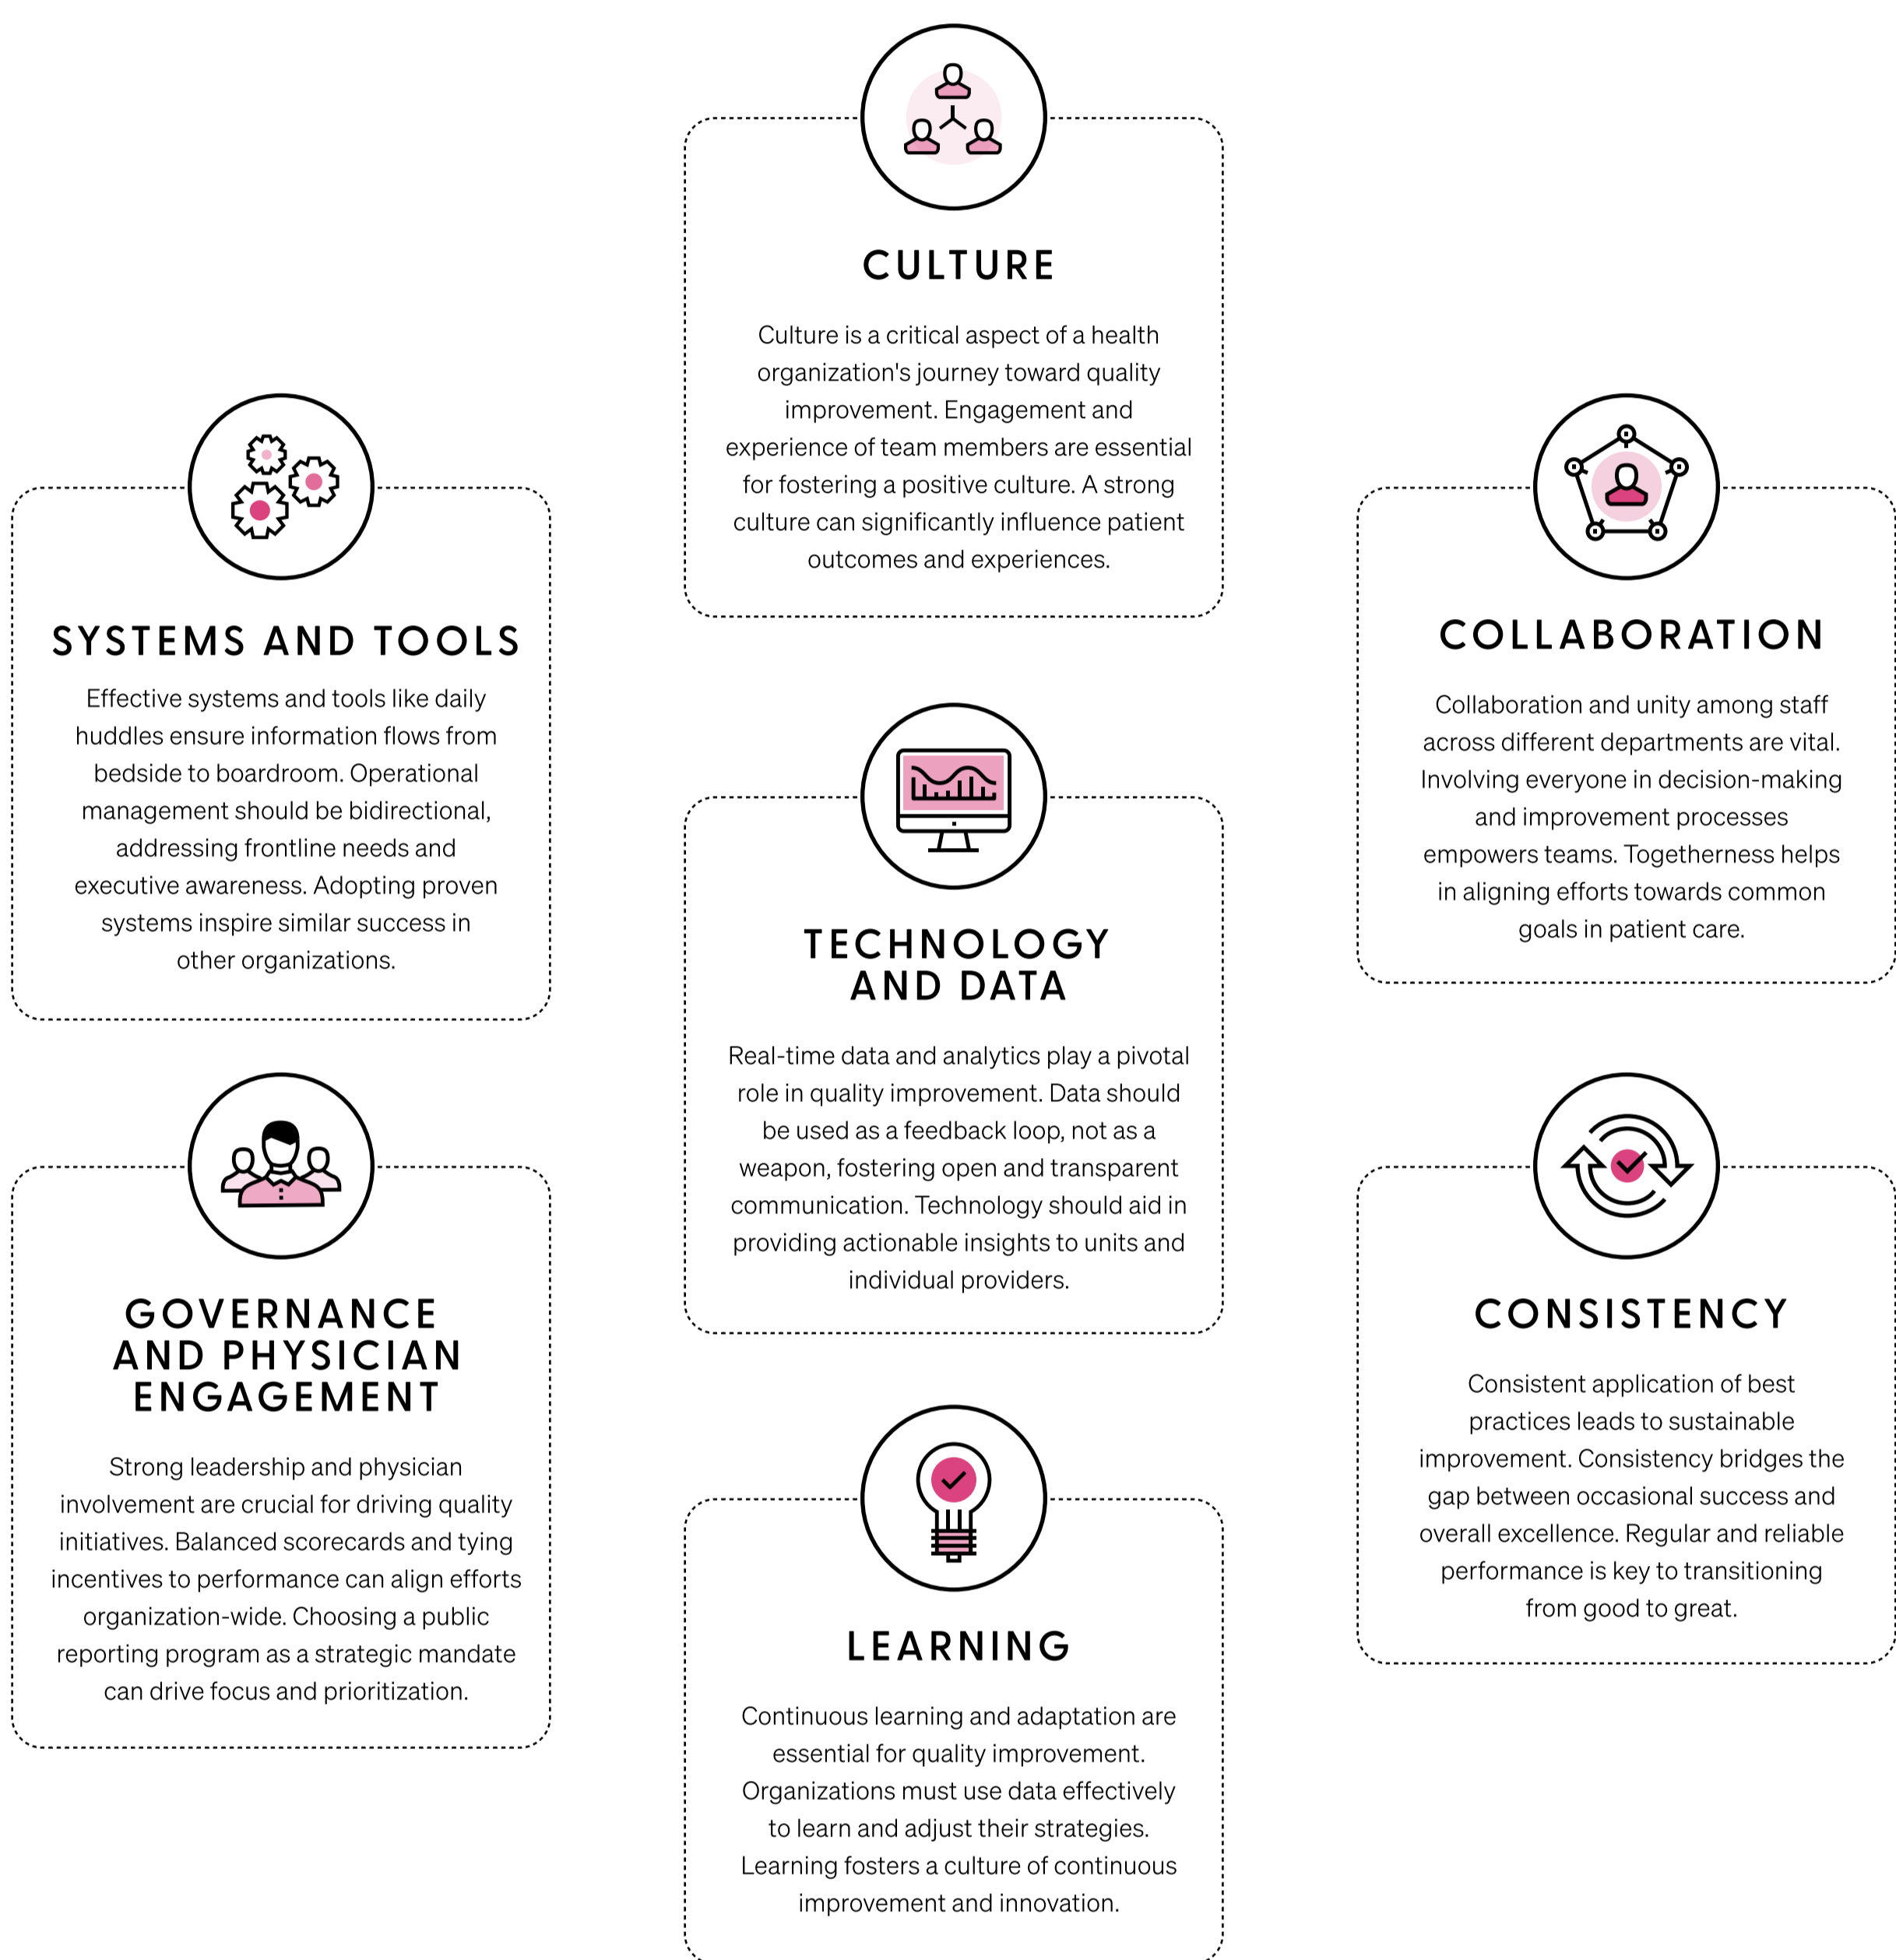 CULTURE
Culture is a critical aspect of a health
organization's journey toward quality
improvement. Engagement and
experience of team members are essential
for fostering a positive culture. A strong
culture can significantly influence patient
outcomes and experiences.
SYSTEMS AND TOOLS
Effective systems and tools like daily
huddles ensure information flows from
bedside to boardroom. Operational
management should be bidirectional,
addressing frontline needs and
executive awareness. Adopting proven
systems inspire similar success in
other organizations.
COLLABORATION
Collaboration and unity among staff
across different departments are vital.
Involving everyone in decision-making
and improvement processes
empowers teams. Togetherness helps
in aligning efforts towards common
goals in patient care.
TECHNOLOGY
AND DATA
Real-time data and analytics play a pivotal
role in quality improvement. Data should
be used as a feedback loop, not as a
weapon, fostering open and transparent
communication. Technology should aid in
providing actionable insights to units and
individual providers.
GOVERNANCE
AND PHYSICIAN
ENGAGEMENT
Strong leadership and physician
involvement are crucial for driving quality
initiatives. Balanced scorecards and tying
incentives to performance can align efforts
organization-wide. Choosing a public
reporting program as a strategic mandate
can drive focus and prioritization.
CONSISTENCY
Consistent application of best
practices leads to sustainable
improvement. Consistency bridges the
gap between occasional success and
overall excellence. Regular and reliable
performance is key to transitioning
from good to great.
LEARNING
Continuous learning and adaptation are
essential for quality improvement.
Organizations must use data effectively
to learn and adjust their strategies.
Learning fosters a culture of continuous
improvement and innovation.